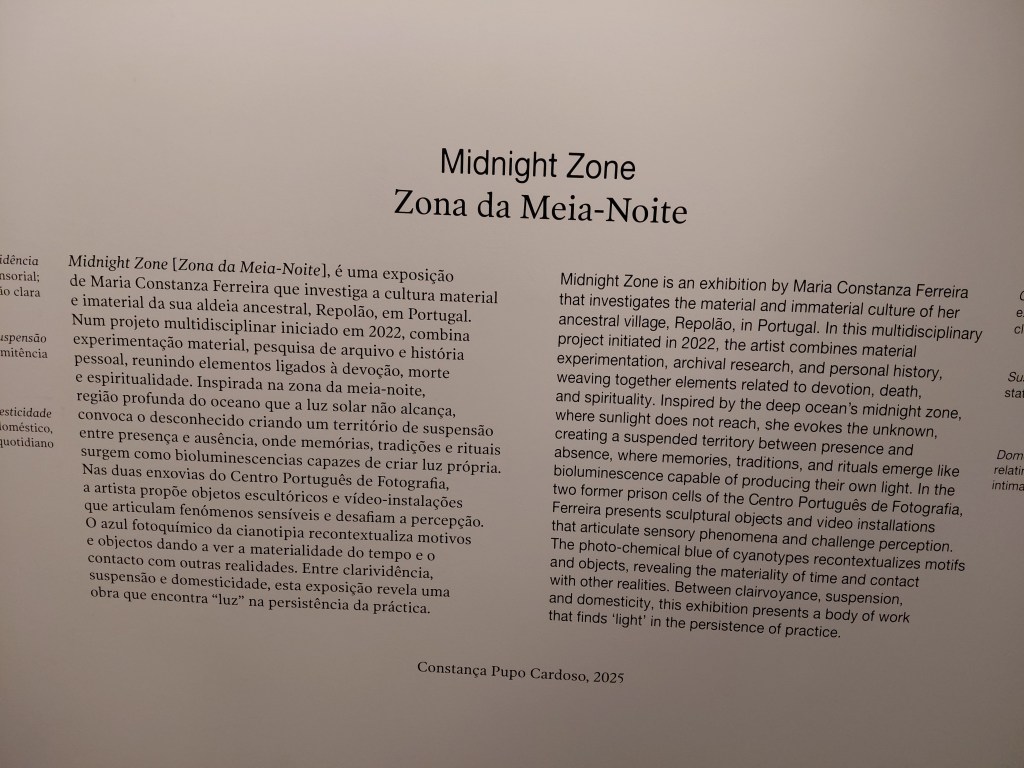 Midnight Zone
Zona da Meia-Noite
idência
nsorial;
ão clara
uspensão
mitência
esticidade
doméstico,
quotidiano
Midnight Zone [Zona da Meia-Noite], é uma exposição
de Maria Constanza Ferreira que investiga a cultura material
e imaterial da sua aldeia ancestral, Repolão, em Portugal.
Num projeto multidisciplinar iniciado em 2022, combina
experimentação material, pesquisa de arquivo e história
pessoal, reunindo elementos ligados à devoção, morte
e espiritualidade. Inspirada na zona da meia-noite,
região profunda do oceano que a luz solar não alcança,
convoca o desconhecido criando um território de suspensão
entre presença e ausência, onde memórias, tradições e rituais
surgem como bioluminescencias capazes de criar luz própria.
Nas duas enxovias do Centro Português de Fotografia,
a artista propõe objetos escultóricos e vídeo-instalações
que articulam fenómenos sensíveis e desafiam a percepção.
O azul fotoquímico da cianotipia recontextualiza motivos
e objectos dando a ver a materialidade do tempo e o
contacto com outras realidades. Entre clarividência,
suspensão e domesticidade, esta exposição revela uma
obra que encontra “luz” na persistência da práctica.
Midnight Zone is an exhibition by Maria Constanza Ferreira
that investigates the material and immaterial culture of her
ancestral village, Repolão, in Portugal. In this multidisciplinary
project initiated in 2022, the artist combines material
experimentation, archival research, and personal history,
weaving together elements related to devotion, death,
and spirituality. Inspired by the deep ocean’s midnight zone,
where sunlight does not reach, she evokes the unknown,
creating a suspended territory between presence and
absence, where memories, traditions, and rituals emerge like
bioluminescence capable of producing their own light. In the
two former prison cells of the Centro Português de Fotografia,
Ferreira presents sculptural objects and video installations
that articulate sensory phenomena and challenge perception.
The photo-chemical blue of cyanotypes recontextualizes motifs
and objects, revealing the materiality of time and contact
with other realities. Between clairvoyance, suspension,
and domesticity, this exhibition presents a body of work
that finds ‘light’ in the persistence of practice.
Su
sta
Dom
relati
intima
Constança Pupo Cardoso, 2025